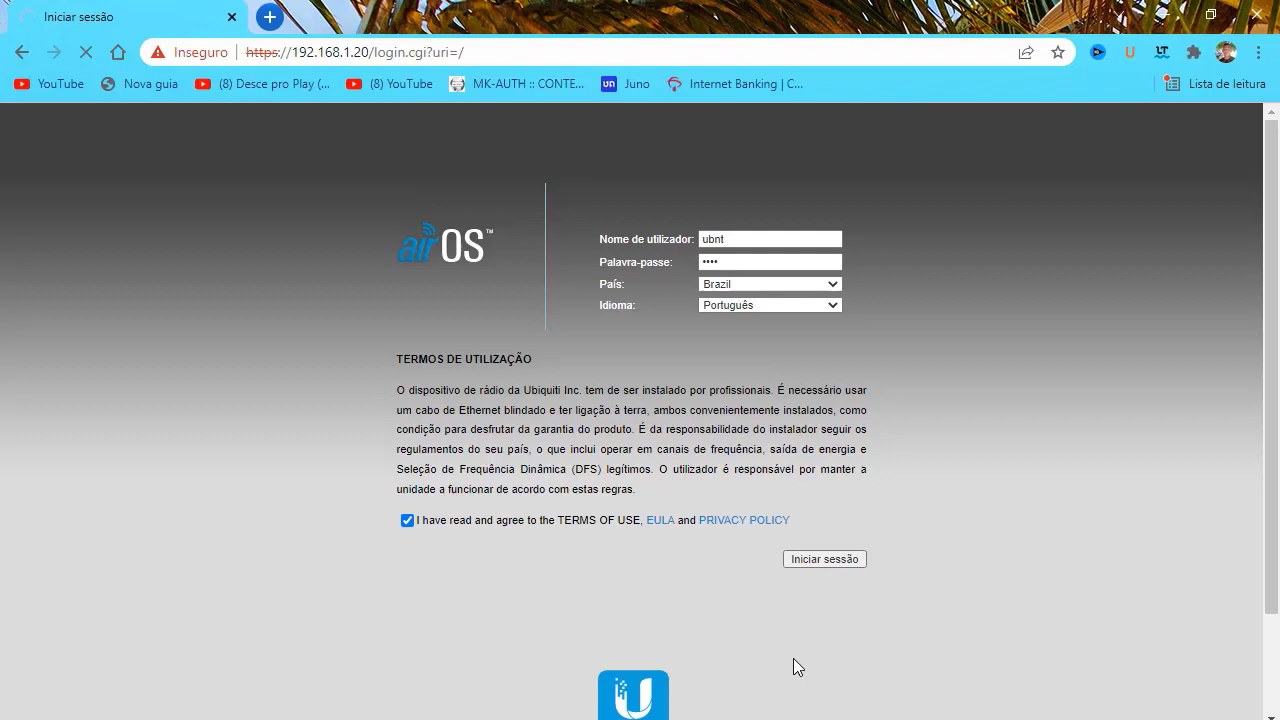 Iniciar sessão
Inseguro https://192.168.1.20/login.cgi?uri=/
YouTube Nova guia (8) Desce pro Play (... (8) YouTube MK-AUTH :: CONTE... Juno Internet Banking | C... Lista de leitura
airOS™
Nome de utilizador: ubnt
Palavra-passe: ••••
País: Brazil
Idioma: Português
TERMOS DE UTILIZAÇÃO
O dispositivo de rádio da Ubiquiti Inc. tem de ser instalado por profissionais. É necessário usar
um cabo de Ethernet blindado e ter ligação à terra, ambos convenientemente instalados, como
condição para desfrutar da garantia do produto. É da responsabilidade do instalador seguir os
regulamentos do seu país, o que inclui operar em canais de frequência, saída de energia e
Seleção de Frequência Dinâmica (DFS) legítimos. O utilizador é responsável por manter a
unidade a funcionar de acordo com estas regras.
I have read and agree to the TERMS OF USE, EULA and PRIVACY POLICY
Iniciar sessão